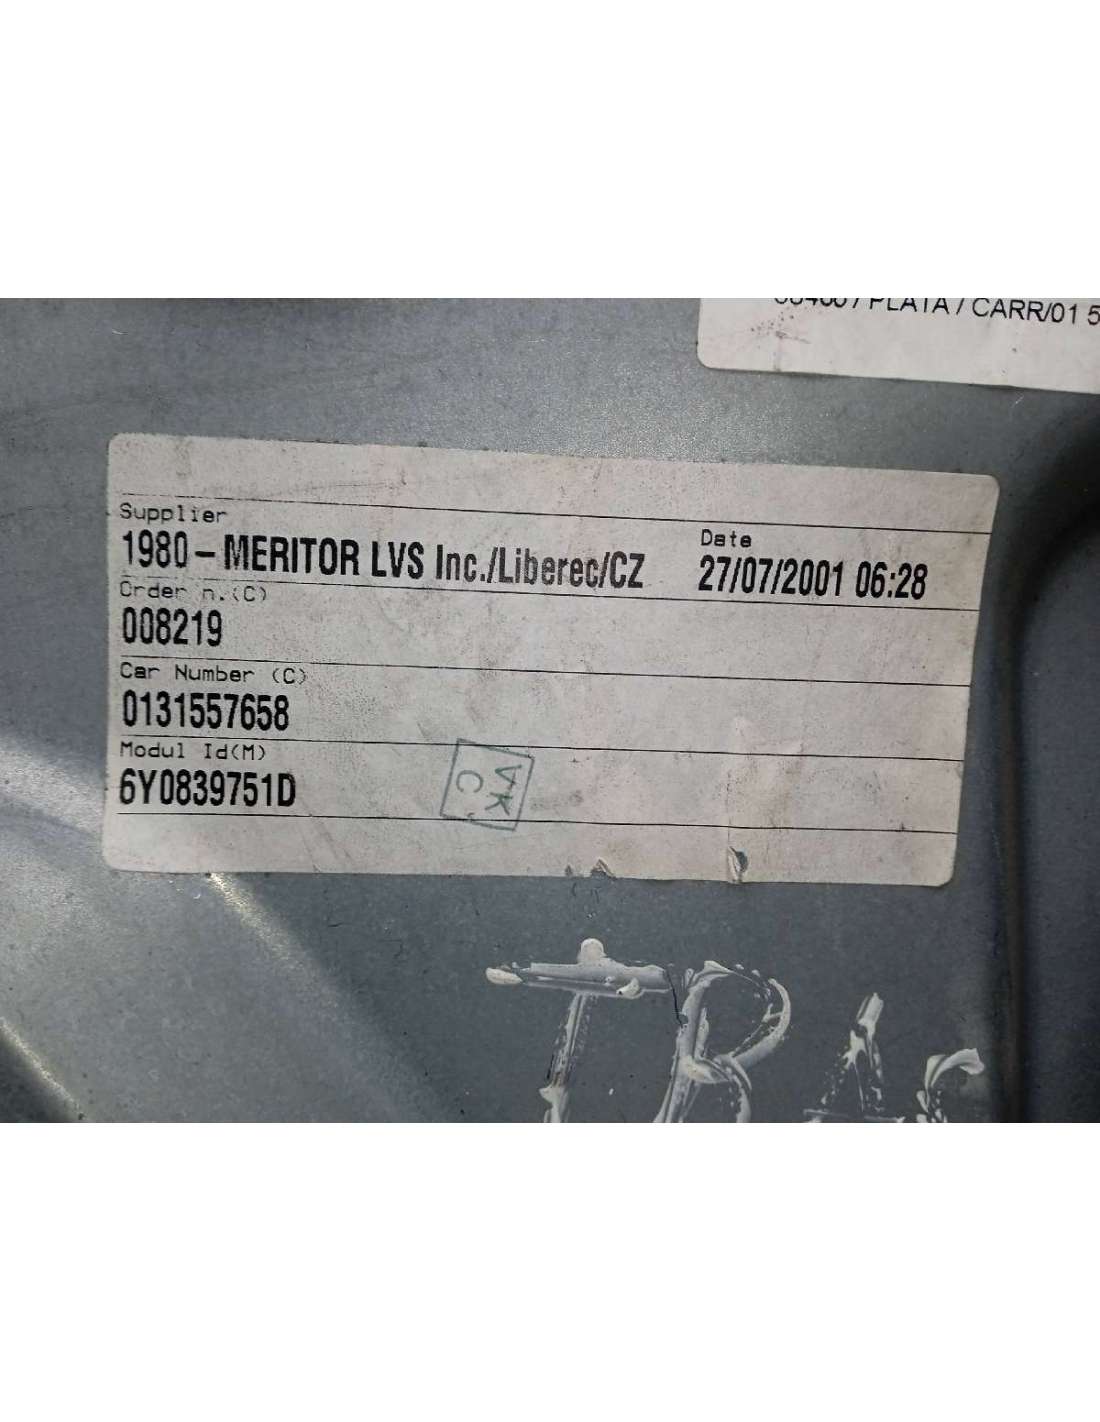 PLATA / CARR/01 5
Supplier
1980 - MERITOR LVS Inc./Liberec/CZ
Date
27/07/2001 06:28
Order n.(C)
008219
Car Number (C)
0131557658
Modul Id(M)
6Y0839751D
VK
C